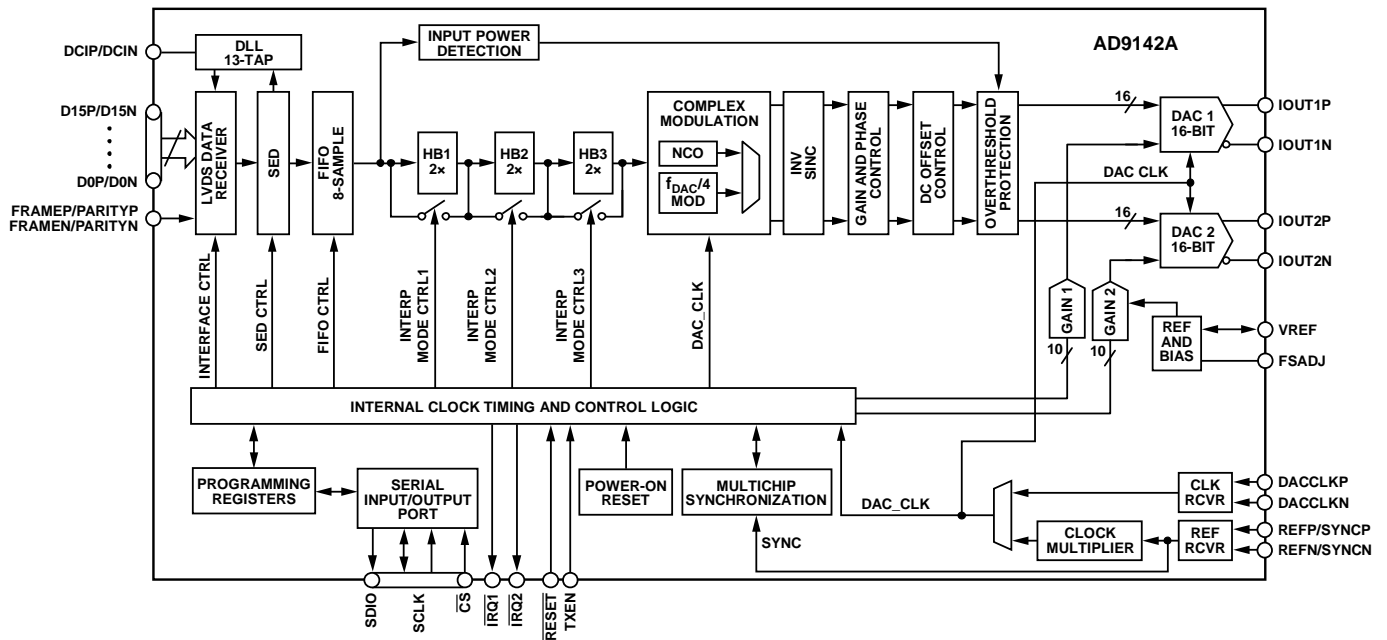 AD9142A
DCIP/DCIN
D15P/D15N
D0P/D0N
FRAMEP/PARITYP
FRAMEN/PARITYN
DLL
13-TAP
LVDS DATA
RECEIVER
SED
FIFO
8-SAMPLE
INPUT POWER
DETECTION
HB1
2×
HB2
2×
HB3
2×
COMPLEX
MODULATION
NCO
fDAC/4
MOD
INV
SINC
GAIN AND PHASE
CONTROL
DC OFFSET
CONTROL
OVERTHRESHOLD
PROTECTION
16
DAC 1
16-BIT
IOUT1P
IOUT1N
DAC CLK
16
DAC 2
16-BIT
IOUT2P
IOUT2N
GAIN 1
10
GAIN 2
10
REF
AND
BIAS
VREF
FSADJ
INTERFACE CTRL
SED CTRL
FIFO CTRL
INTERP
MODE CTRL1
INTERP
MODE CTRL2
INTERP
MODE CTRL3
DAC_CLK
INTERNAL CLOCK TIMING AND CONTROL LOGIC
PROGRAMMING
REGISTERS
SERIAL
INPUT/OUTPUT
PORT
POWER-ON
RESET
MULTICHIP
SYNCHRONIZATION
DAC_CLK
SYNC
CLOCK
MULTIPLIER
CLK
RCVR
REF
RCVR
DACCLKP
DACCLKN
REFP/SYNCP
REFN/SYNCN
SDIO
SCLK
CS
IRQ1
IRQ2
RESET
TXEN